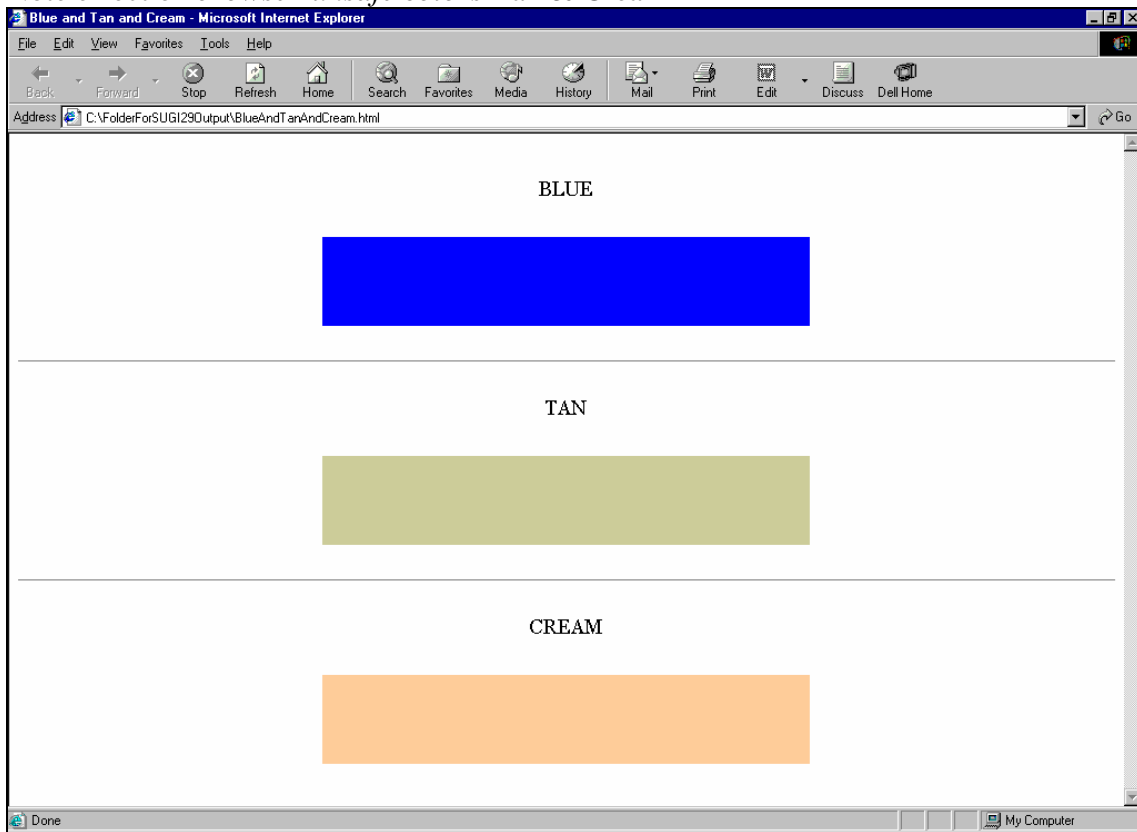 Blue and Tan and Cream - Microsoft Internet Explorer
File Edit View Favorites Tools Help
Back Forward Stop Refresh Home Search Favorites Media History Mail Print Edit Discuss Dell Home
Address C:\FolderForSUGI29Output\BlueAndTanAndCream.html Go
BLUE
TAN
CREAM
Done My Computer